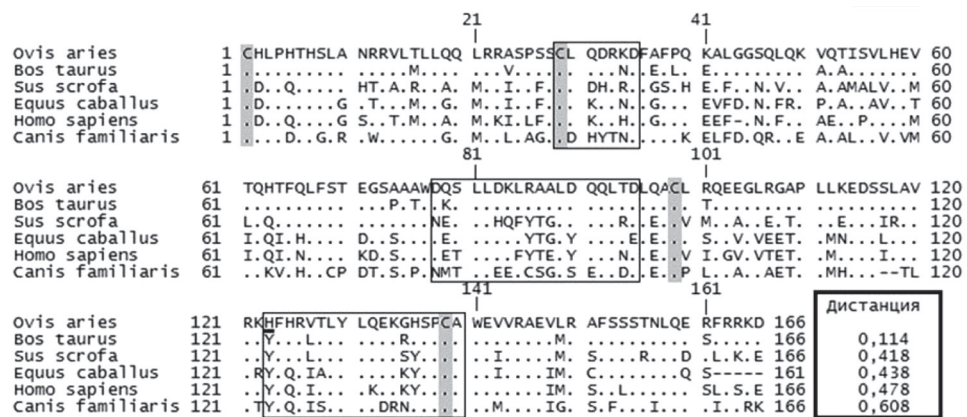 21 41
Ovis aries 1 CHLPHTHSLA NRRVLTLLQQ LRRASPSSCL QDRKDFAFPQ KALGGSQLQK VQTISVLHEV 60
Bos taurus 1 .......... ......M... ....V..... ....N.E.L. E......... A.A....... 60
Sus scrofa 1 .D..Q..... HT.A.R..A. M..I..F... .DH.R..GS.H E.F..N.V.. A.AMALV..M 60
Equus caballus 1 .D.......G .T...M..G. M..I..F... .K..N..G.. EVFD.N.FR. P.A..AV..T 60
Homo sapiens 1 .D..Q....G S..T.M..A. M.KI.LF... .K..H..G.. EEF-.N.F.. AE..P....M 60
Canis familiaris 1 ....D..G.R .W......G. M..L.AG..D HYTN.....K ELFD.QR..E A.AL..V.VM 60
81 101
Ovis aries 61 TQHTFQLFST EGSAAAWDQS LLDKLRAALD QQLTDLQACL RQEEGLRGAP LLKEDSSLAV 120
Bos taurus 61 .......... ....P.T.K. .......... .......... .T........ .......... 120
Sus scrofa 61 L.Q....... .......NE. ..HQFYTG.. ...R..E..V M..A..E.T. ...E...IR. 120
Equus caballus 61 I.QI.H.... D..S....E. ....YTG.Y. ....E.E..V S..V.VEET. ..MN...I.. 120
Homo sapiens 61 I.QI.N.... KD.S....ET ...FYTE.Y. ......E..V I.GV.VTET. ..M....I.. 120
Canis familiaris 61 .KV.H..CP DT.S.P.NMT ..EE.CSG.S E..D..E..P L..A..AET. ..MH...--TL 120
141 161
Ovis aries 121 RKHFHRVTLY LQEKGHSPCA WEVVRAEVLR AFSSSTNLQE RFRRKD 166
Bos taurus 121 ..Y..L.... ....R..... .......M.. .......... S..... 166
Sus scrofa 121 ..Y..L.... ....SY.... ..I....M.. S...R...D .L.K.E 166
Equus caballus 121 .RY.Q.IA.. ....KY.... ..I....IM. S.......Q S----- 161
Homo sapiens 121 ..Y.Q.I... .K..KY.... .......IM. S..L...... SL.S.E 166
Canis familiaris 121 .TY.Q.IS.. ..DRN..... ..M....IG. S.F...I... .I..RK 166
Дистанция
0,114
0,418
0,438
0,478
0,608